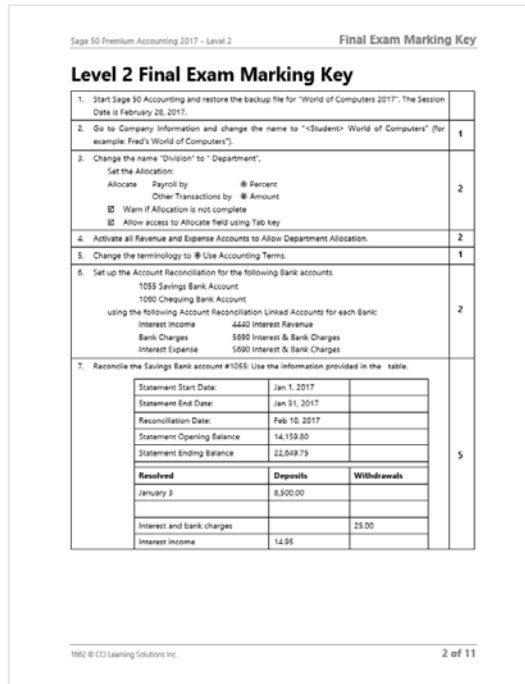 Sage 50 Premium Accounting 2017 – Level 2 Final Exam Marking Key
Level 2 Final Exam Marking Key
1. Start Sage 50 Accounting and restore the backup file for "World of Computers 2017". The Session
Date is February 28, 2017.
2. Go to Company Information and change the name to "<Student> World of Computers" (for
example: Fred's World of Computers"). 1
3. Change the name "Division" to " Department",
Set the Allocation:
Allocate Payroll by ◉ Percent
Other Transactions by ◉ Amount
2
☑ Warn if Allocation is not complete
☑ Allow access to Allocate field using Tab key
4. Activate all Revenue and Expense Accounts to Allow Department Allocation. 2
5. Change the terminology to ◉ Use Accounting Terms. 1
6. Set up the Account Reconciliation for the following Bank accounts.
1055 Savings Bank Account
1060 Chequing Bank Account
using the following Account Reconciliation Linked Accounts for each Bank: 2
Interest Income 4440 Interest Revenue
Bank Charges 5690 Interest & Bank Charges
Interest Expense 5690 Interest & Bank Charges
7. Reconcile the Savings Bank account #1055: Use the information provided in the table.
Statement Start Date: Jan 1, 2017
Statement End Date: Jan 31, 2017
Reconciliation Date: Feb 10, 2017
Statement Opening Balance 14,159.80
Statement Ending Balance 22,649.75
5
Resolved Deposits Withdrawals
January 3 8,500.00
Interest and bank charges 25.00
Interest income 14.95
1662 © CCI Learning Solutions Inc. 2 of 11